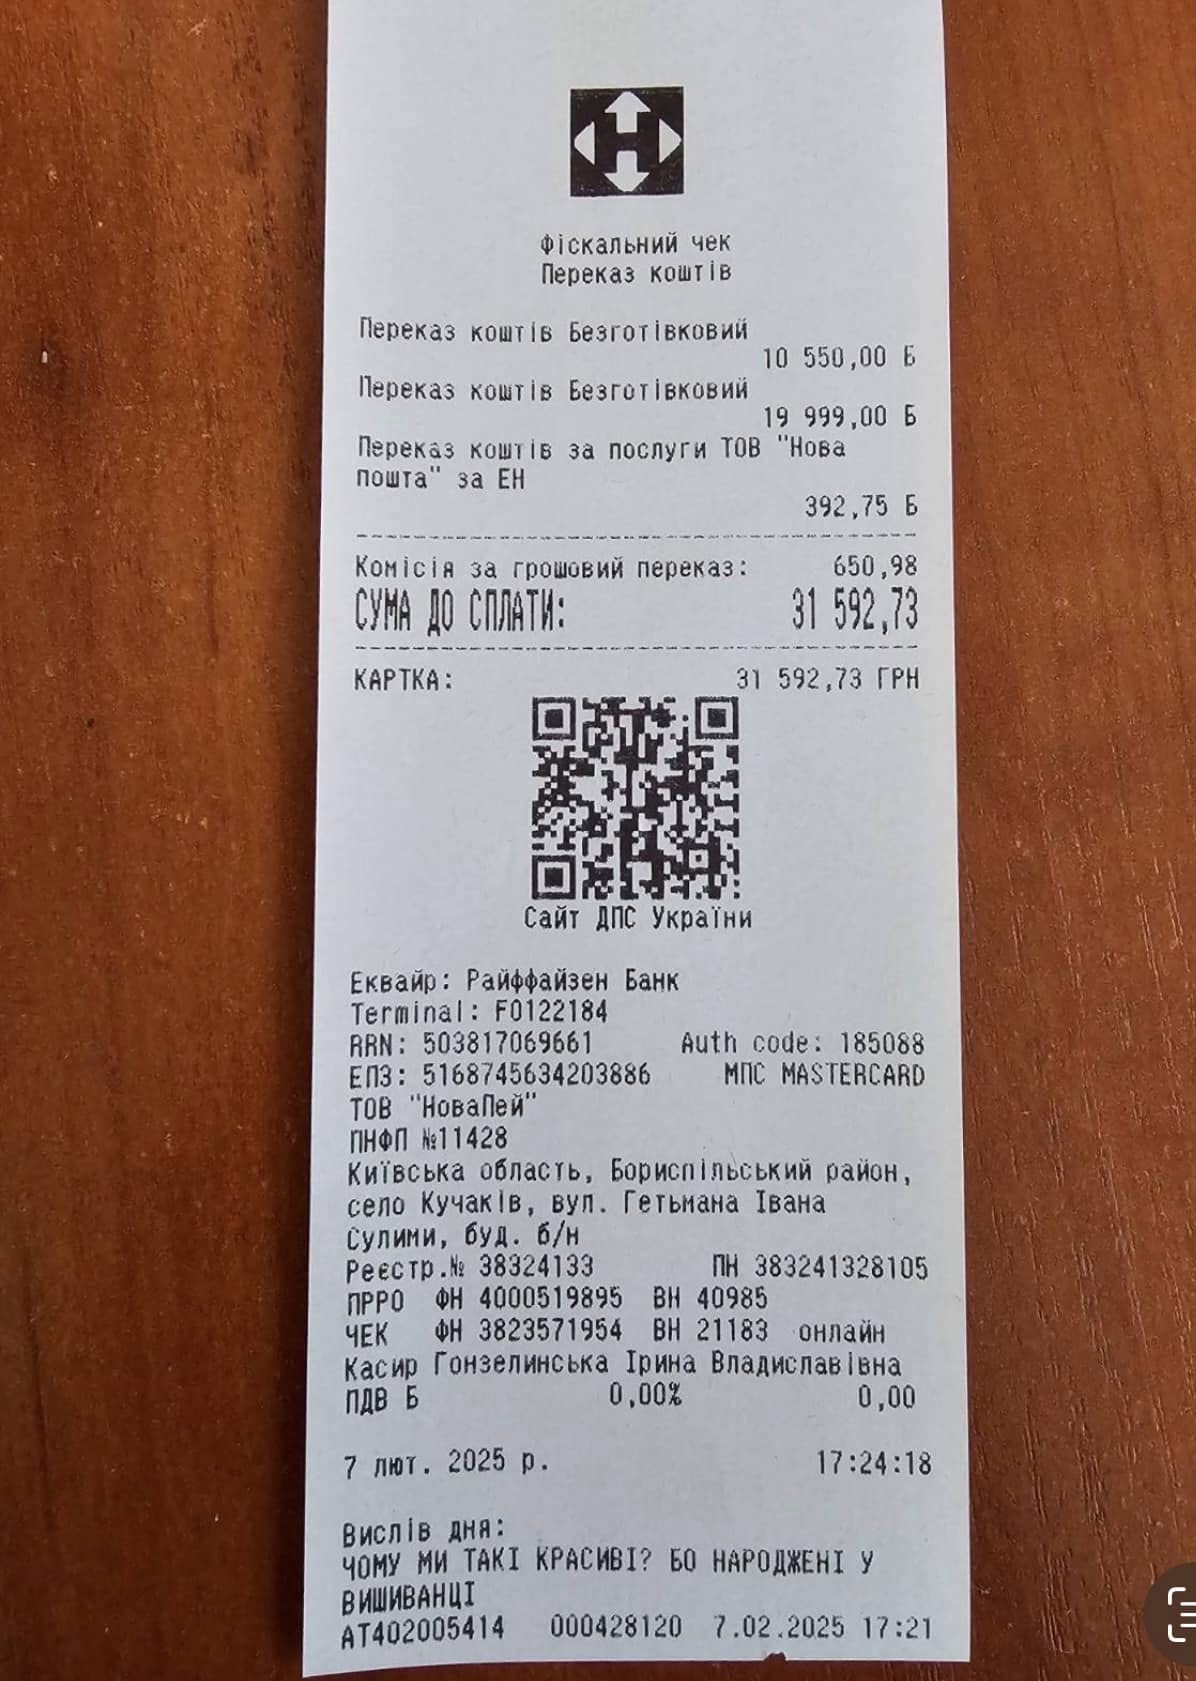 Фіскальний чек
Переказ коштів
Переказ коштів Безготівковий
10 550,00 Б
Переказ коштів Безготівковий
19 999,00 Б
Переказ коштів за послуги ТОВ "Нова
пошта" за ЕН
392,75 Б
Комісія за грошовий переказ: 650,98
СУМА ДО СПЛАТИ: 31 592,73
КАРТКА: 31 592,73 ГРН
Сайт ДПС України
Еквайр: Райффайзен Банк
Terminal: F0122184
RRN: 503817069661 Auth code: 185088
ЕПЗ: 5168745634203886 МПС MASTERCARD
ТОВ "НоваПей"
ПНФП №11428
Київська область, Бориспільський район,
село Кучаків, вул. Гетьмана Івана
Сулими, буд. б/н
Реєстр.№ 38324133 ПН 383241328105
ПРРО ФН 4000519895 ВН 40985
ЧЕК ФН 3823571954 ВН 21183 онлайн
Касир Гонзелинська Ірина Владиславівна
ПДВ Б 0,00% 0,00
7 лют. 2025 р. 17:24:18
Вислів дня:
ЧОМУ МИ ТАКІ КРАСИВІ? БО НАРОДЖЕНІ У
ВИШИВАНЦІ
АТ402005414 000428120 7.02.2025 17:21